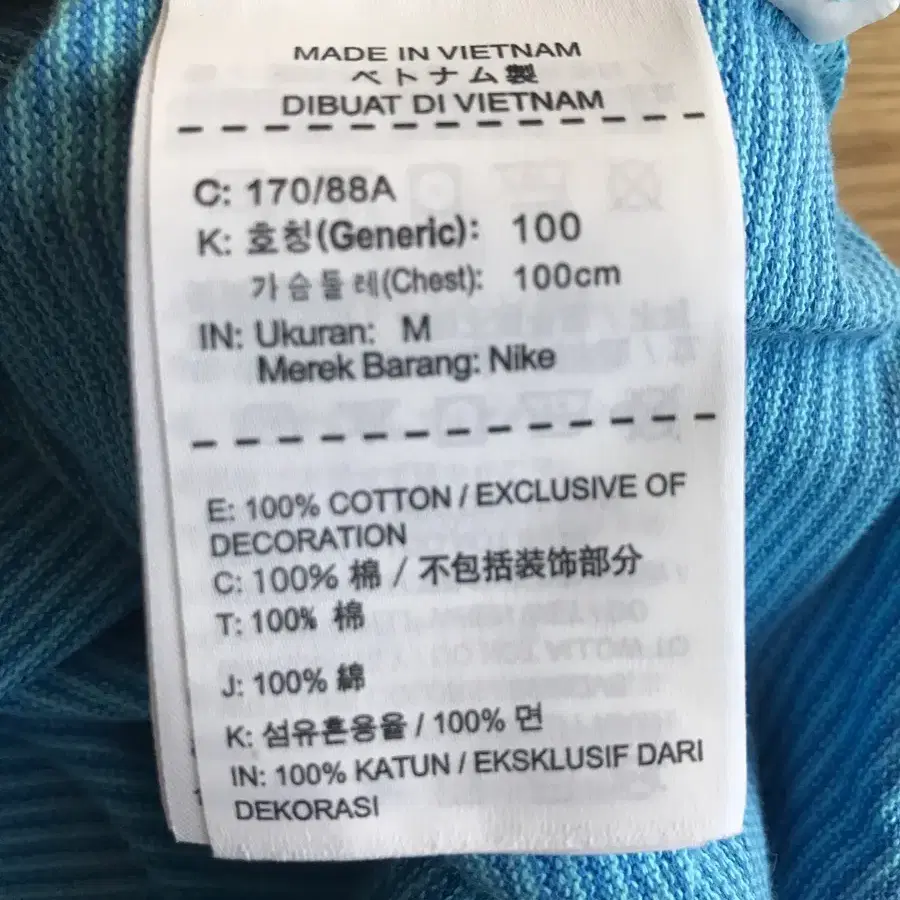 MADE IN VIETNAM
ベトナム製
DIBUAT DI VIETNAM
C: 170/88A
K: 호칭(Generic): 100
가슴둘레(Chest): 100cm
IN: Ukuran: M
Merek Barang: Nike
E: 100% COTTON / EXCLUSIVE OF
DECORATION
C: 100% 棉 / 不包括装饰部分
T: 100% 棉
J: 100% 綿
K: 섬유혼용율 / 100% 면
IN: 100% KATUN / EKSKLUSIF DARI
DEKORASI